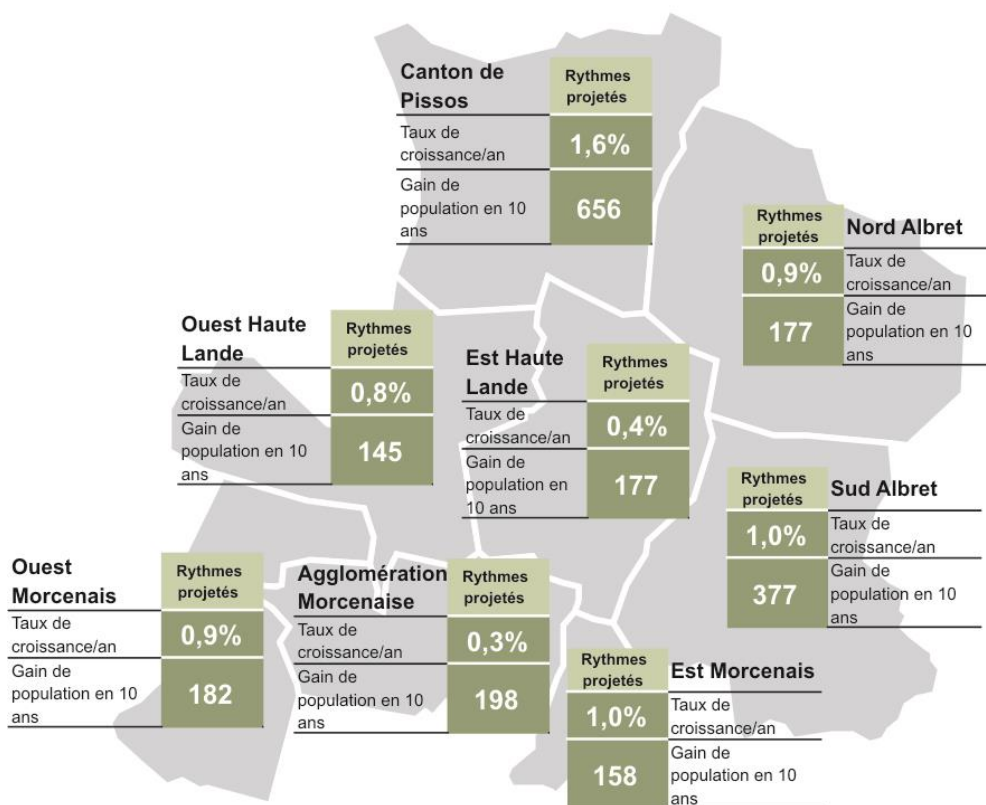 Canton de
Pissos
Rythmes
projetés
Taux de
croissance/an
1,6%
Gain de
population en 10
ans
656
Rythmes
projetés
Nord Albret
0,9%
Taux de
croissance/an
177
Gain de
population en 10
ans
Ouest Haute
Lande
Rythmes
projetés
Taux de
croissance/an
0,8%
Gain de
population en 10
ans
145
Est Haute
Lande
Rythmes
projetés
Taux de
croissance/an
0,4%
Gain de
population en
10 ans
177
Rythmes
projetés
Sud Albret
1,0%
Taux de
croissance/an
377
Gain de
population en 10
ans
Ouest
Morcenais
Rythmes
projetés
Taux de
croissance/an
0,9%
Gain de
population en 10
ans
182
Agglomération
Morcenaise
Rythmes
projetés
Taux de
croissance/an
0,3%
Gain de
population en 10
ans
198
Rythmes
projetés
Est Morcenais
1,0%
Taux de
croissance/an
158
Gain de
population en 10
ans